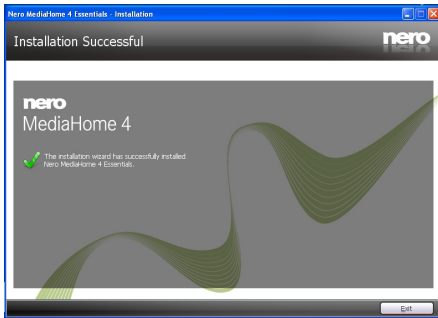 Nero MediaHome 4 Essentials - Installation
Installation Successful
nero
nero
MediaHome 4
The installation wizard has successfully installed
Nero MediaHome 4 Essentials.
Exit